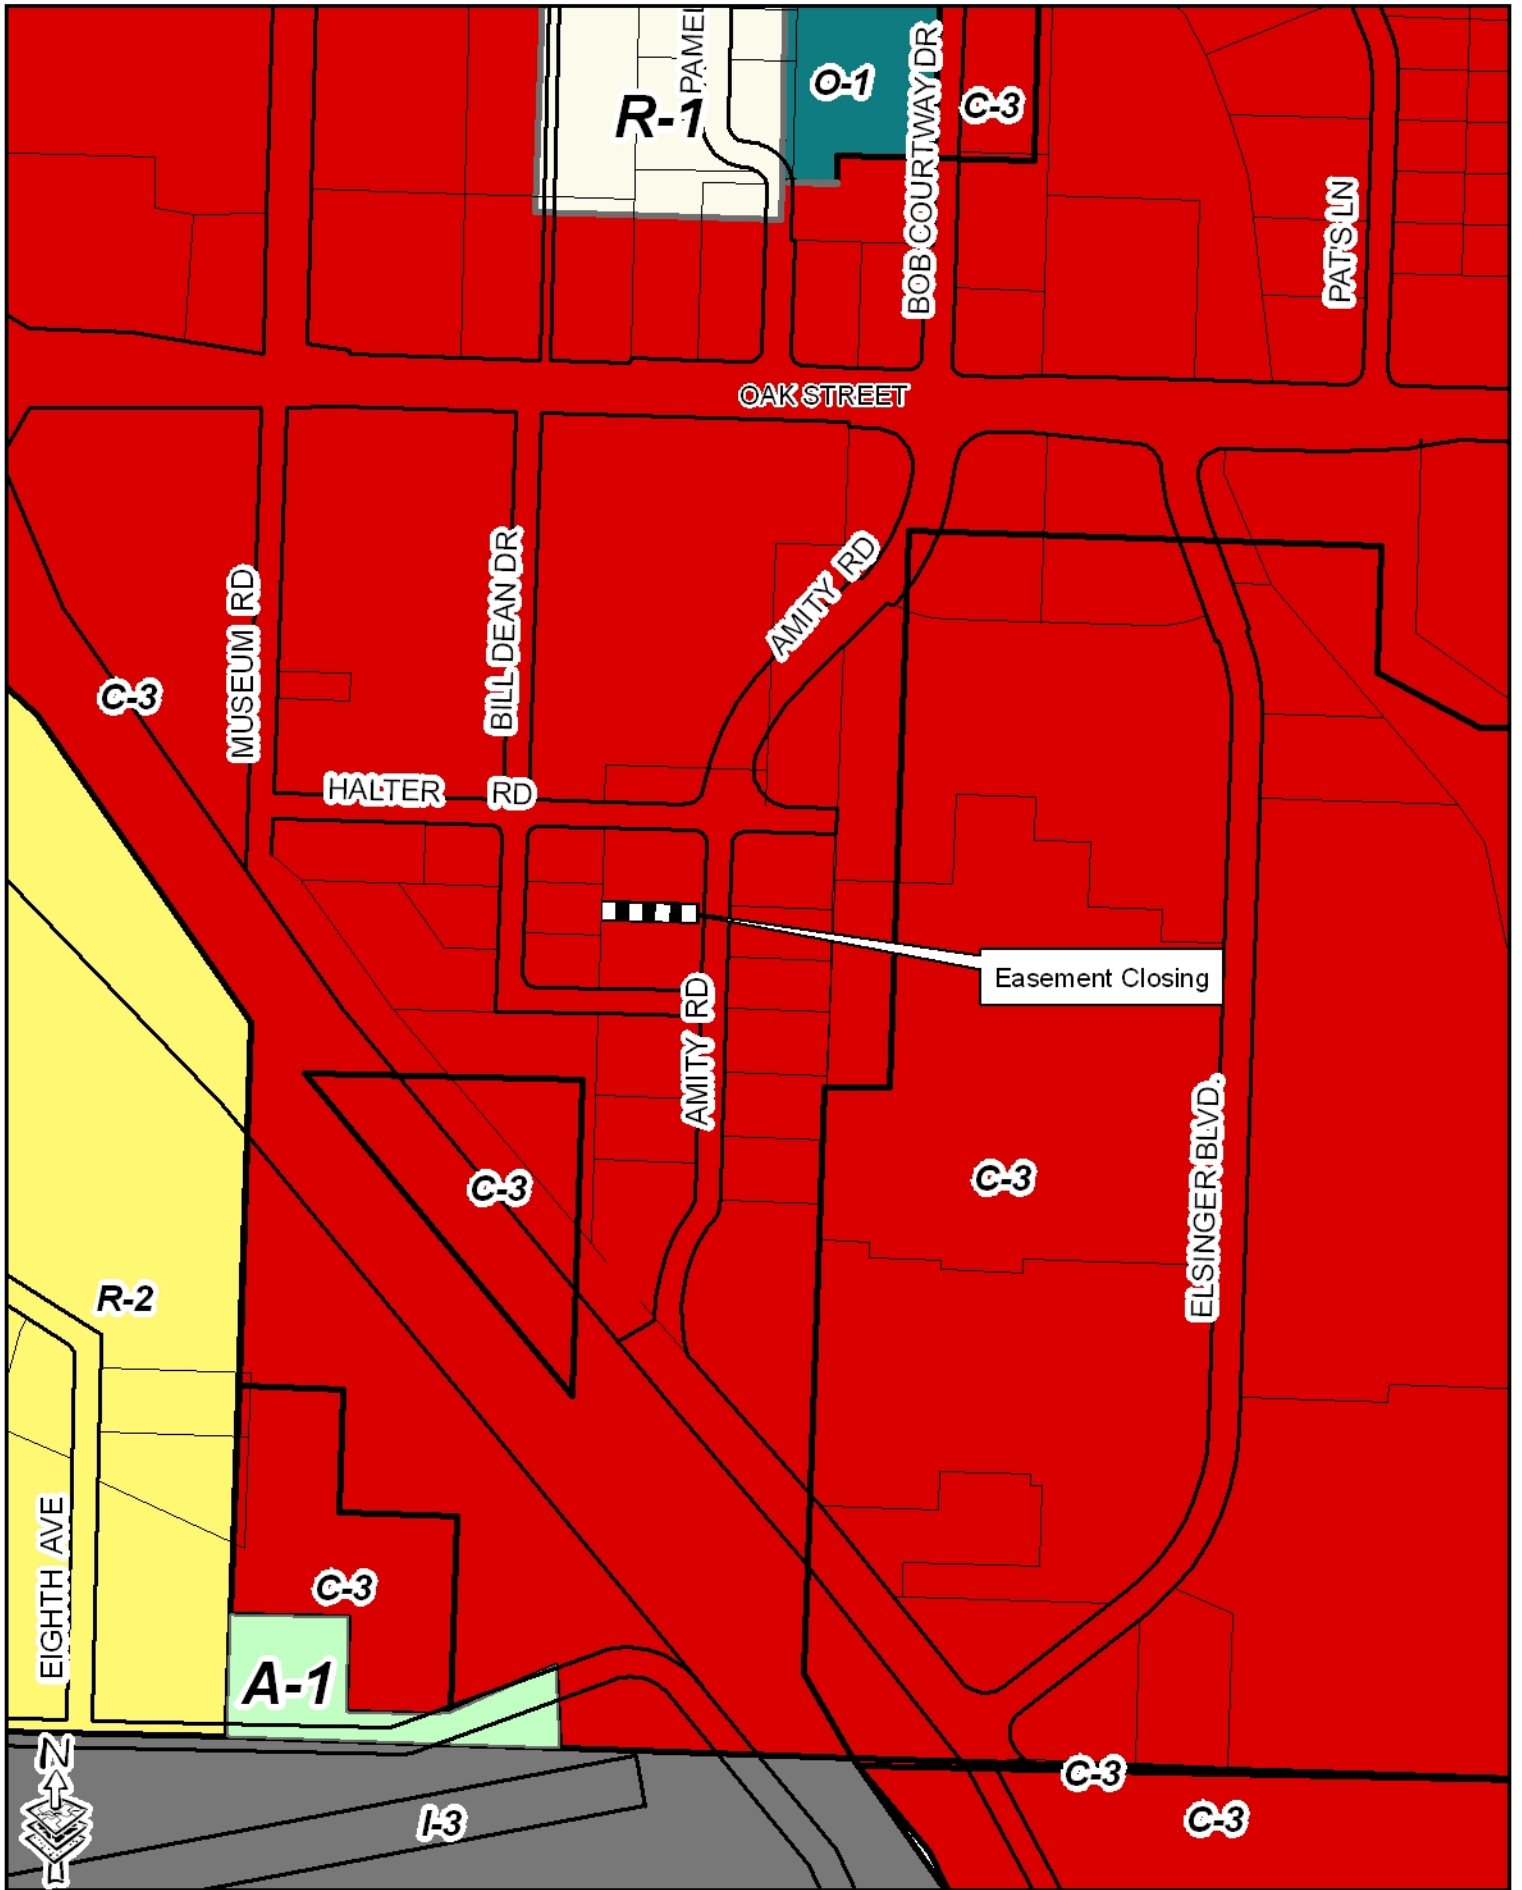 PAMEL
R-1
O-1
BOB COURTWAY DR
C-3
PAT'S LN
OAK STREET
AMITY RD
BILL DEAN DR
MUSEUM RD
C-3
HALTER RD
Easement Closing
AMITY RD
ELSINGER BLVD.
C-3
C-3
R-2
EIGHTH AVE
C-3
A-1
N
C-3
C-3
I-3